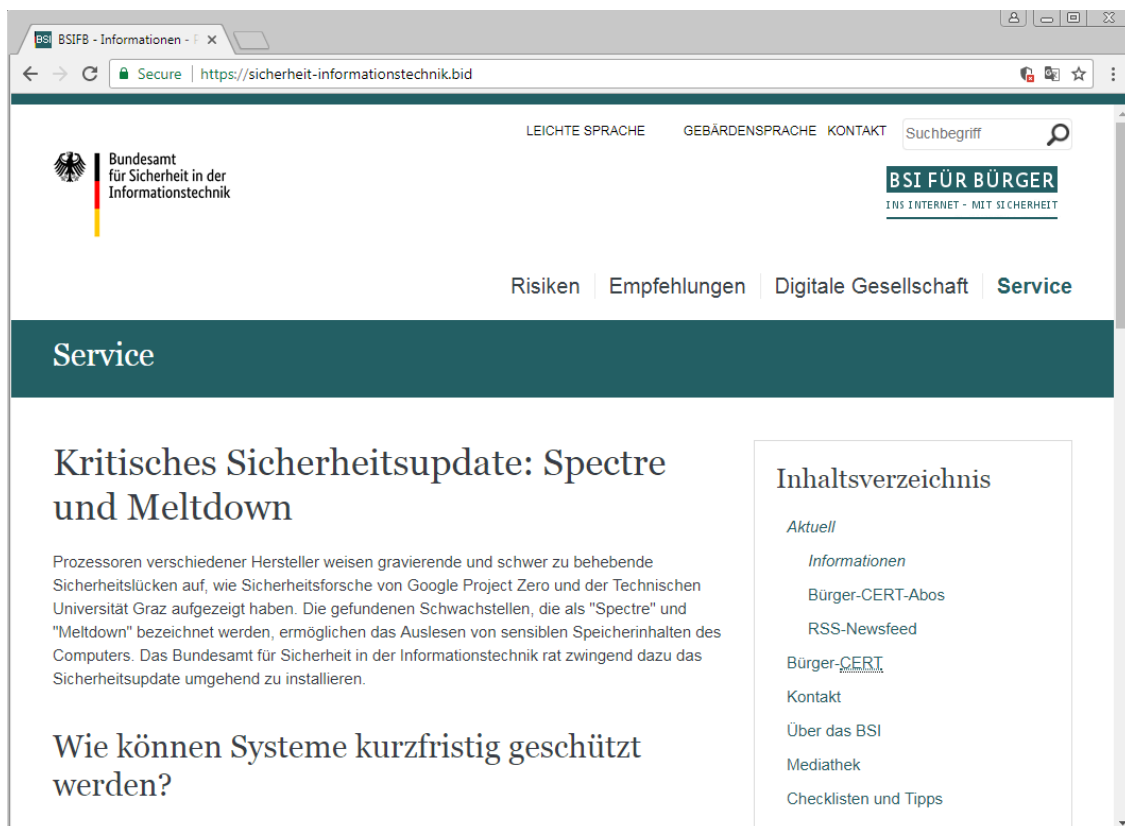 BSI BSIFB - Informationen -
Secure https://sicherheit-informationstechnik.bid
LEICHTE SPRACHE GEBÄRDENSPRACHE KONTAKT Suchbegriff
Bundesamt
für Sicherheit in der
Informationstechnik
BSI FÜR BÜRGER
INS INTERNET - MIT SICHERHEIT
Risiken Empfehlungen Digitale Gesellschaft Service
Service
Kritisches Sicherheitsupdate: Spectre
und Meltdown
Prozessoren verschiedener Hersteller weisen gravierende und schwer zu behebende
Sicherheitslücken auf, wie Sicherheitsforsche von Google Project Zero und der Technischen
Universität Graz aufgezeigt haben. Die gefundenen Schwachstellen, die als "Spectre" und
"Meltdown" bezeichnet werden, ermöglichen das Auslesen von sensiblen Speicherinhalten des
Computers. Das Bundesamt für Sicherheit in der Informationstechnik rat zwingend dazu das
Sicherheitsupdate umgehend zu installieren.
Wie können Systeme kurzfristig geschützt
werden?
Inhaltsverzeichnis
Aktuell
Informationen
Bürger-CERT-Abos
RSS-Newsfeed
Bürger-CERT
Kontakt
Über das BSI
Mediathek
Checklisten und Tipps